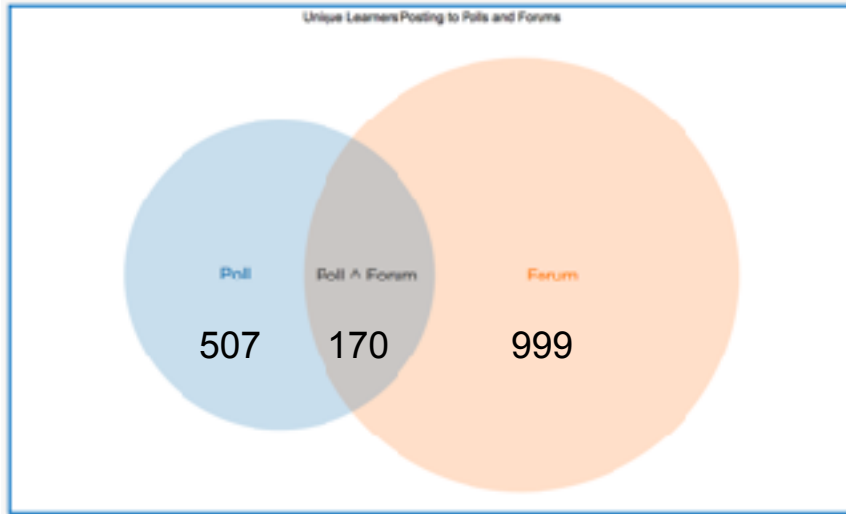 Unique Learners Posting to Polls and Forums
Poll
Poll ^ Forum
Forum
507
170
999